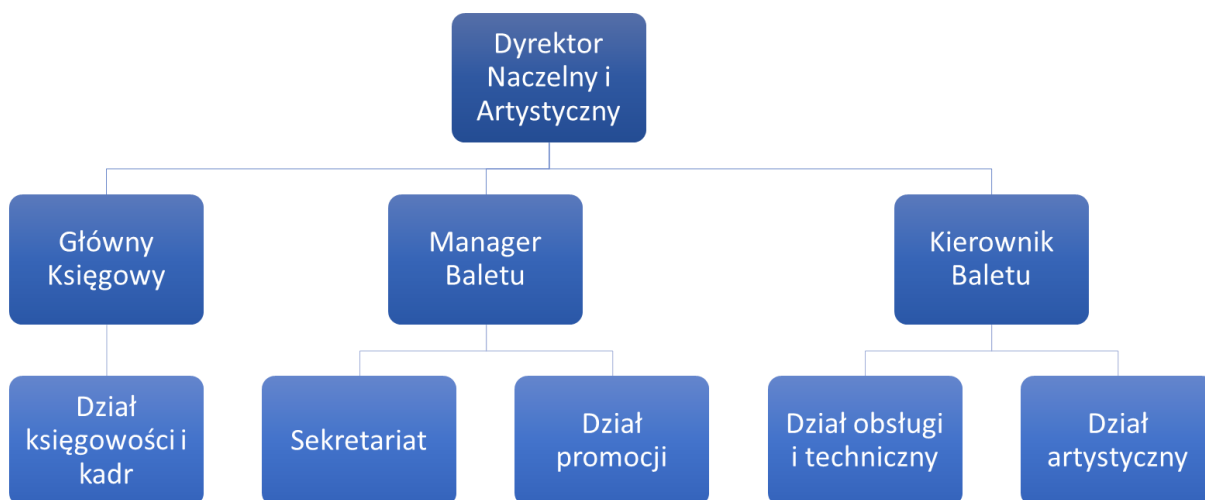 Dyrektor
Naczelny i
Artystyczny
Główny
Księgowy
Manager
Baletu
Kierownik
Baletu
Dział
księgowości i
kadr
Sekretariat
Dział
promocji
Dział obsługi
i techniczny
Dział
artystyczny